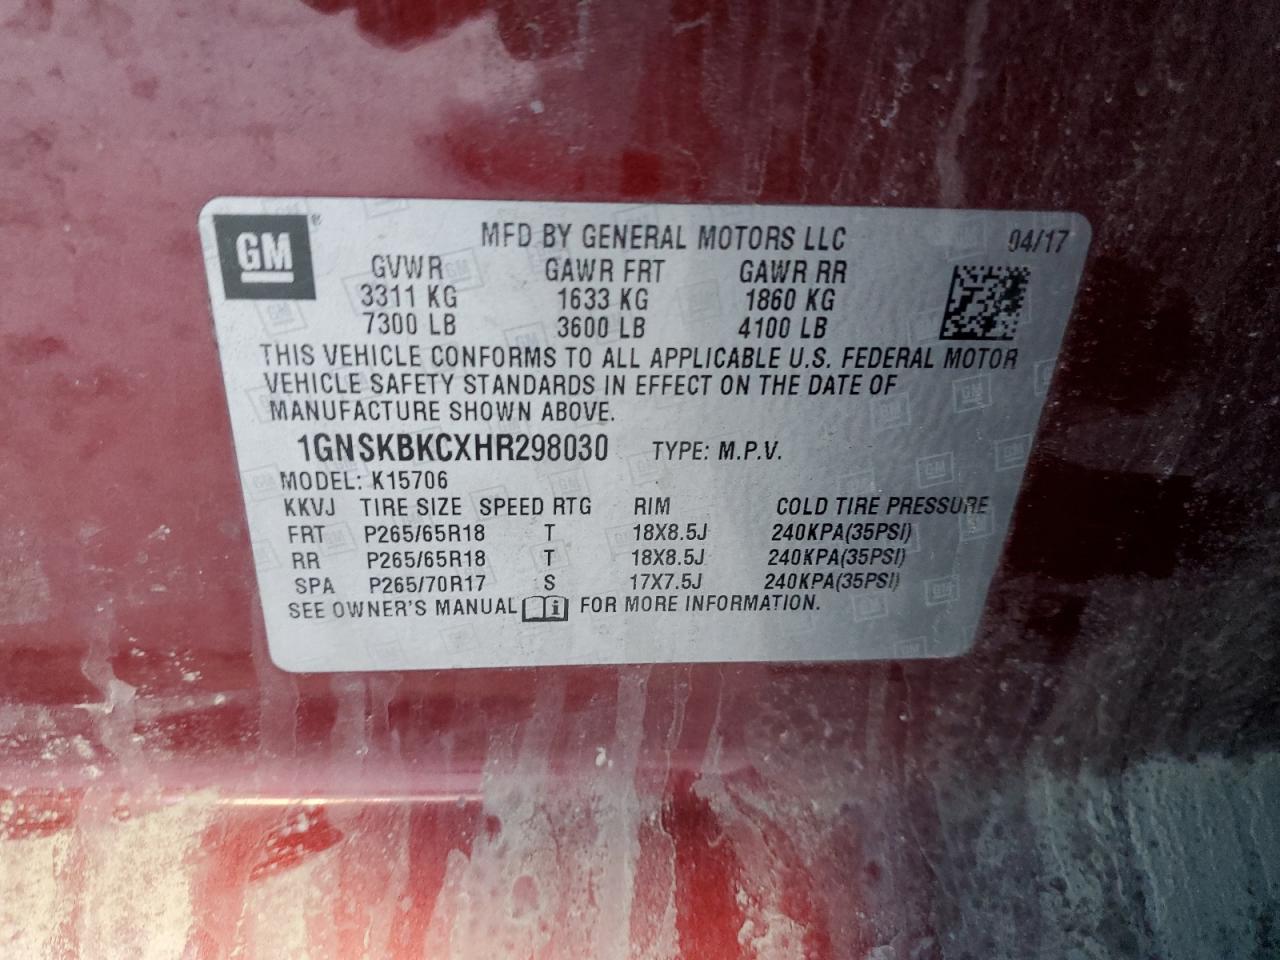 GM®
MFD BY GENERAL MOTORS LLC 04/17
GVWR GAWR FRT GAWR RR
3311 KG 1633 KG 1860 KG
7300 LB 3600 LB 4100 LB
THIS VEHICLE CONFORMS TO ALL APPLICABLE U.S. FEDERAL MOTOR
VEHICLE SAFETY STANDARDS IN EFFECT ON THE DATE OF
MANUFACTURE SHOWN ABOVE.
1GNSKBKCXHR298030 TYPE: M.P.V.
MODEL: K15706
KKVJ TIRE SIZE SPEED RTG RIM COLD TIRE PRESSURE
FRT P265/65R18 T 18X8.5J 240KPA(35PSI)
RR P265/65R18 T 18X8.5J 240KPA(35PSI)
SPA P265/70R17 S 17X7.5J 240KPA(35PSI)
SEE OWNER'S MANUAL i FOR MORE INFORMATION.